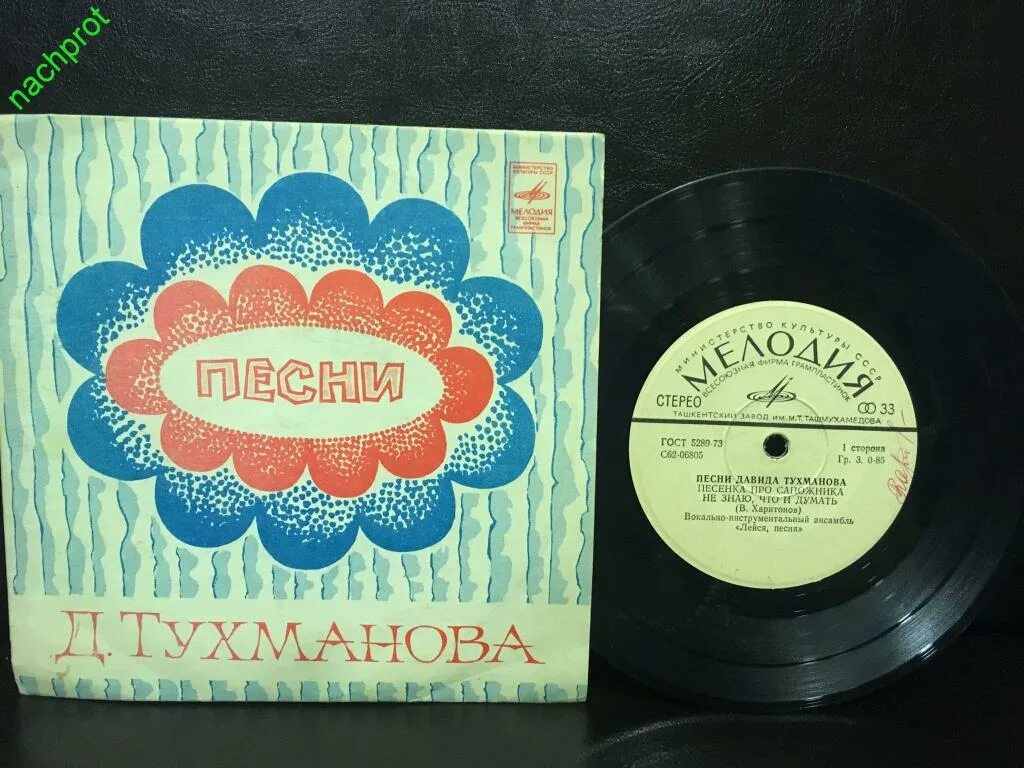 nachprot
МИНИСТЕРСТВО
КУЛЬТУРЫ СССР
МЕЛОДИЯ
ВСЕСОЮЗНАЯ
ФИРМА
ГРАМПЛАСТИНОК
ПЕСНИ
Д. ТУХМАНОВА
МИНИСТЕРСТВО КУЛЬТУРЫ СССР
МЕЛОДИЯ
ВСЕСОЮЗНАЯ ФИРМА ГРАМПЛАСТИНОК
СТЕРЕО
33
ТАШКЕНТСКИЙ ЗАВОД ИМ. М.Т. ТАШМУХАМЕДОВА
ГОСТ 5289-73
С62-06805
1 сторона
Гр. 3. 0-85
ПЕСНИ ДАВИДА ТУХМАНОВА
ПЕСЕНКА ПРО САПОЖНИКА
НЕ ЗНАЮ, ЧТО И ДУМАТЬ
(В. Харитонов)
Вокально-инструментальный ансамбль
«Лейся, песня»